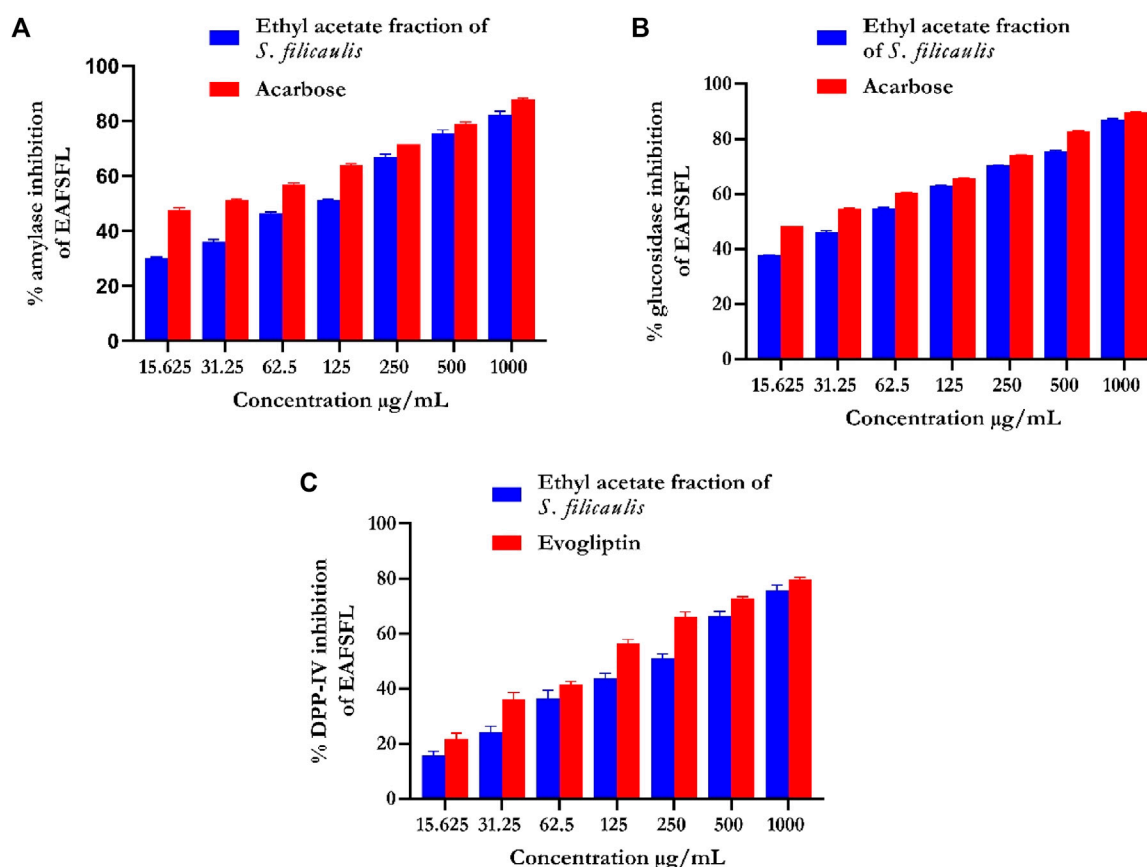 A
Ethyl acetate fraction of
S. filicaulis
Acarbose
% amylase inhibition
of EAFSFL
100
80
60
40
20
0
15.625 31.25 62.5 125 250 500 1000
Concentration µg/mL
B
Ethyl acetate fraction
of S. filicaulis
Acarbose
% glucosidase inhibition
of EAFSFL
100
80
60
40
20
0
15.625 31.25 62.5 125 250 500 1000
Concentration µg/mL
C
Ethyl acetate fraction of
S. filicaulis
Evogliptin
% DPP-IV inhibition
of EAFSFL
100
80
60
40
20
0
15.625 31.25 62.5 125 250 500 1000
Concentration µg/mL